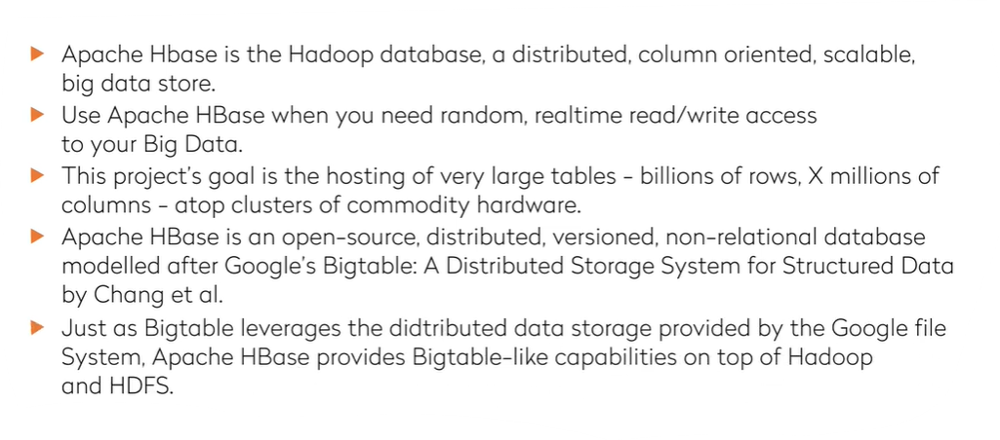 Apache Hbase is the Hadoop database, a distributed, column oriented, scalable,
big data store.
Use Apache HBase when you need random, realtime read/write access
to your Big Data.
This project's goal is the hosting of very large tables - billions of rows, X millions of
columns - atop clusters of commodity hardware.
Apache HBase is an open-source, distributed, versioned, non-relational database
modelled after Google's Bigtable: A Distributed Storage System for Structured Data
by Chang et al.
Just as Bigtable leverages the didtributed data storage provided by the Google file
System, Apache HBase provides Bigtable-like capabilities on top of Hadoop
and HDFS.